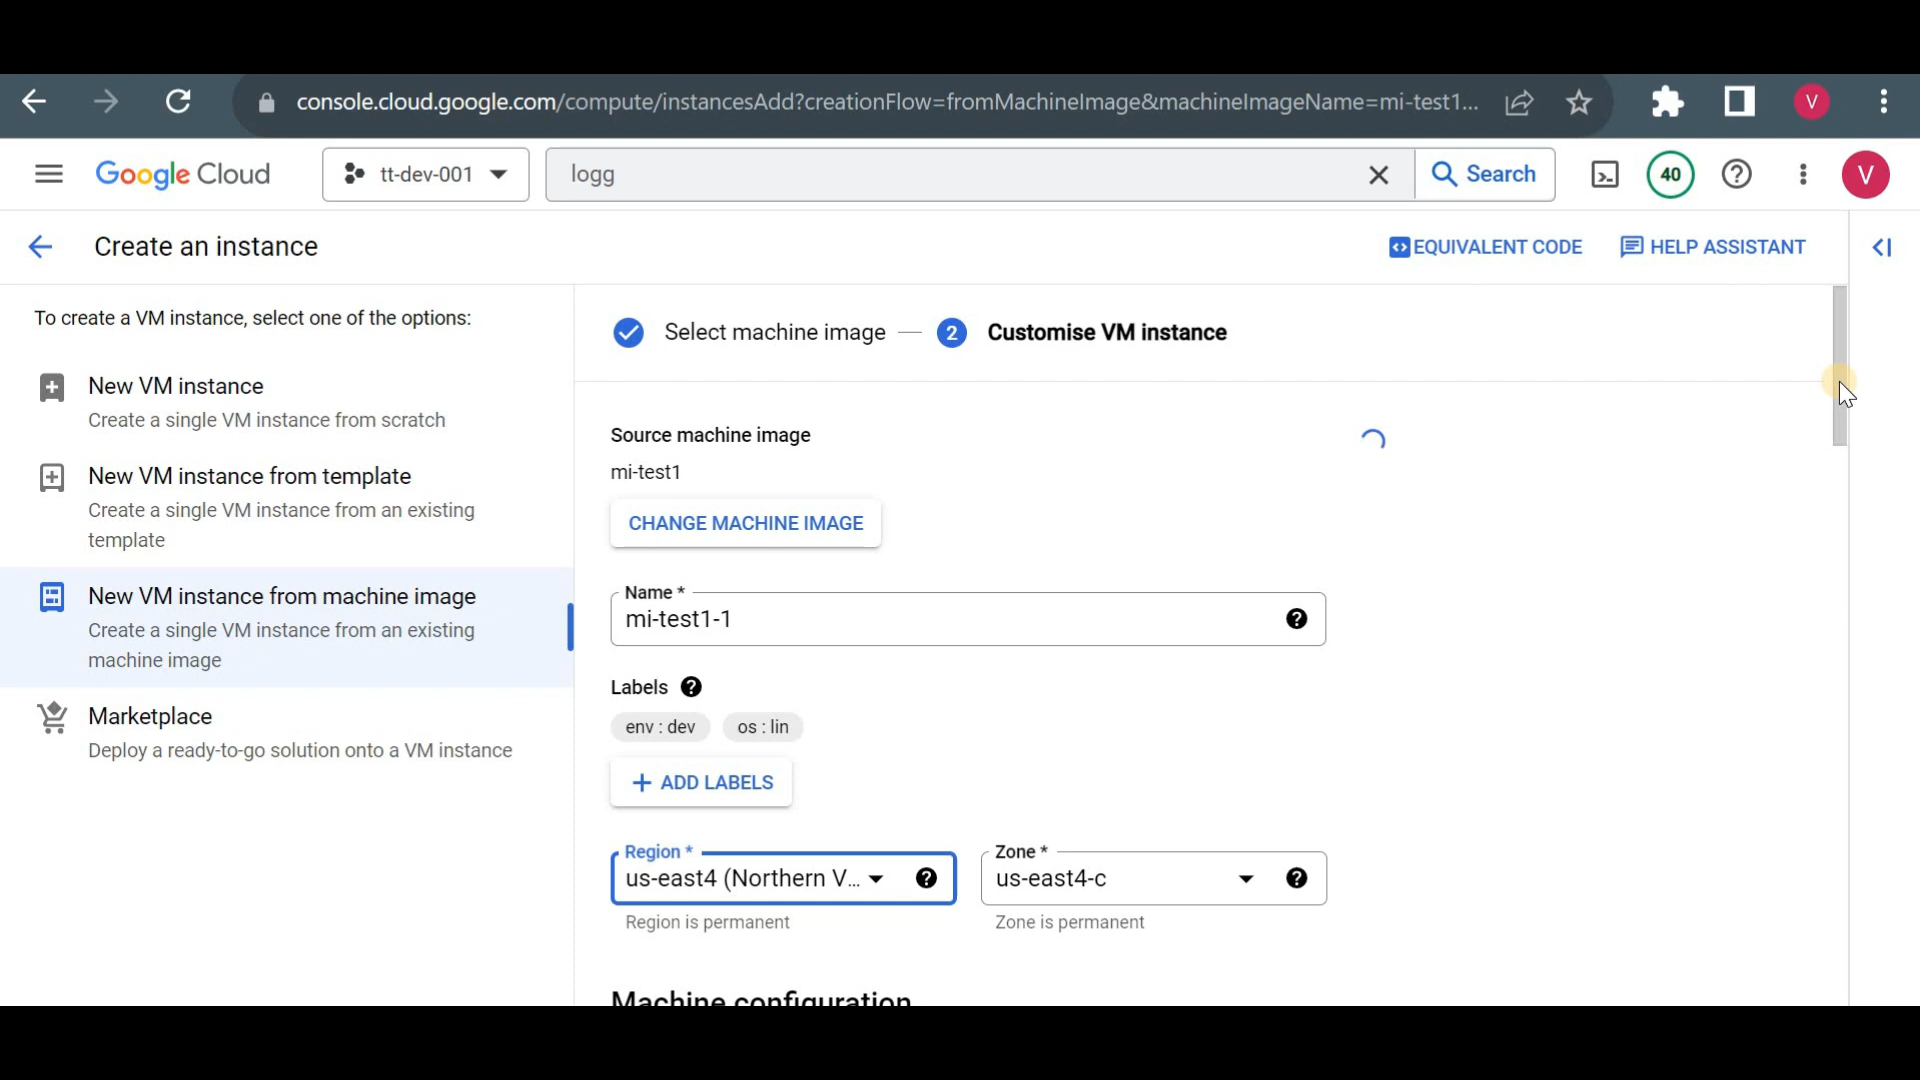 console.cloud.google.com/compute/instancesAdd?creationFlow=fromMachineImage&machineImageName=mi-test1...
V
Google Cloud
tt-dev-001
logg
Search
40
V
Create an instance
EQUIVALENT CODE
HELP ASSISTANT
To create a VM instance, select one of the options:
New VM instance
Create a single VM instance from scratch
New VM instance from template
Create a single VM instance from an existing
template
New VM instance from machine image
Create a single VM instance from an existing
machine image
Marketplace
Deploy a ready-to-go solution onto a VM instance
Select machine image
2
Customise VM instance
Source machine image
mi-test1
CHANGE MACHINE IMAGE
Name *
mi-test1-1
Labels
env : dev
os : lin
ADD LABELS
Region *
us-east4 (Northern V...
Region is permanent
Zone *
us-east4-c
Zone is permanent
Machine configuration